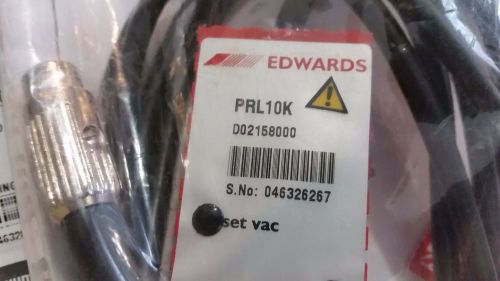 EDWARDS
PRL10K
D02158000
S.No: 046326267
set vac